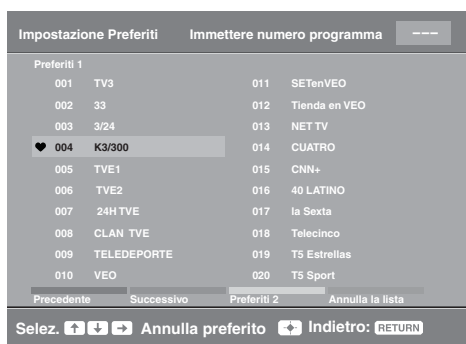 Impostazione Preferiti Immettere numero programma ---
Preferiti 1
001 TV3
002 33
003 3/24
004 K3/300
005 TVE1
006 TVE2
007 24H TVE
008 CLAN TVE
009 TELEDEPORTE
010 VEO
011 SETenVEO
012 Tienda en VEO
013 NET TV
014 CUATRO
015 CNN+
016 40 LATINO
017 la Sexta
018 Telecinco
019 T5 Estrellas
020 T5 Sport
Precedente Successivo Preferiti 2 Annulla la lista
Selez. Annulla preferito Indietro: RETURN